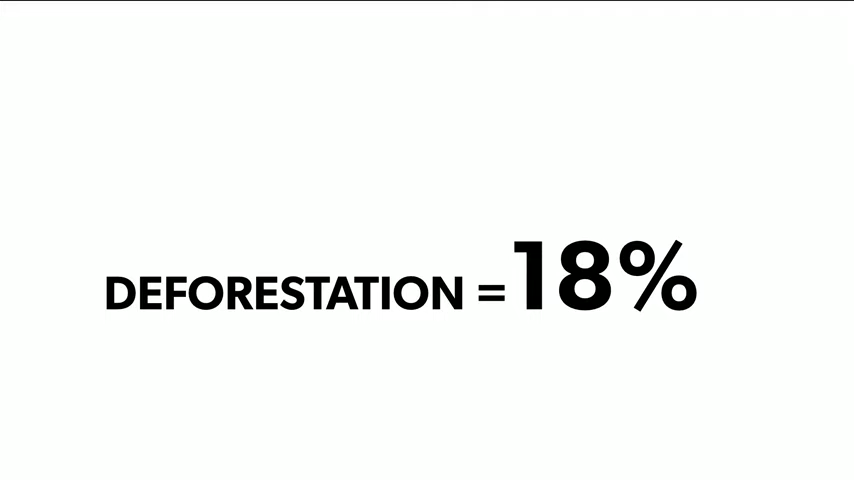 DEFORESTATION = 18%